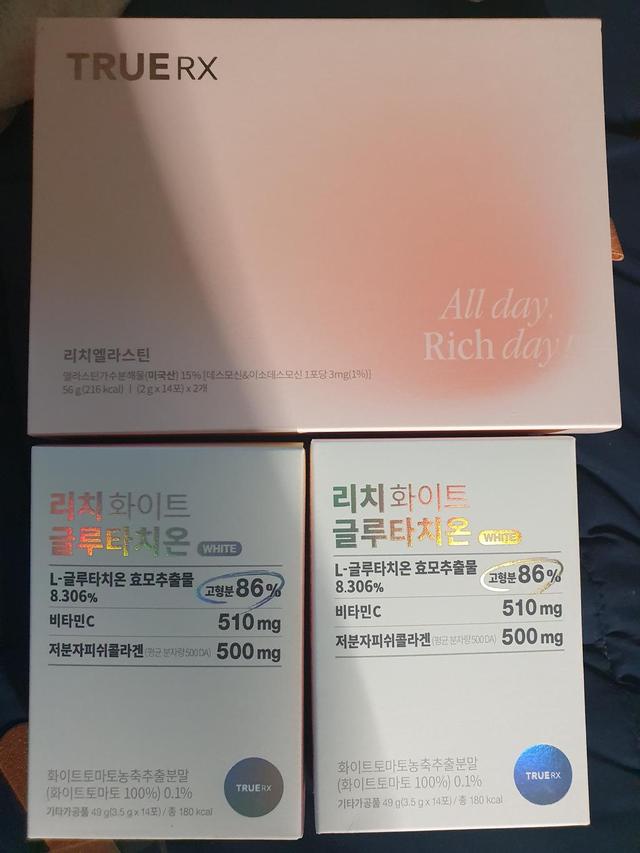 TRUE RX
All day,
Rich day!
리치엘라스틴
엘라스틴가수분해물(미국산) 15% [데스모신&이소데스모신 1포당 3mg(1%)]
56 g (216 kcal) | (2 g x 14포) x 2개
리치화이트
글루타치온 WHITE
L-글루타치온 효모추출물
8.306%
고형분 86%
비타민C 510 mg
저분자피쉬콜라겐 (평균 분자량 500 DA) 500 mg
화이트토마토농축추출분말
(화이트토마토 100%) 0.1%
기타가공품 49 g (3.5 g x 14포) / 총 180 kcal
TRUE RX
리치화이트
글루타치온 WHITE
L-글루타치온 효모추출물
8.306%
고형분 86%
비타민C 510 mg
저분자피쉬콜라겐 (평균 분자량 500 DA) 500 mg
화이트토마토농축추출분말
(화이트토마토 100%) 0.1%
기타가공품 49 g (3.5 g x 14포) / 총 180 kcal
TRUE RX